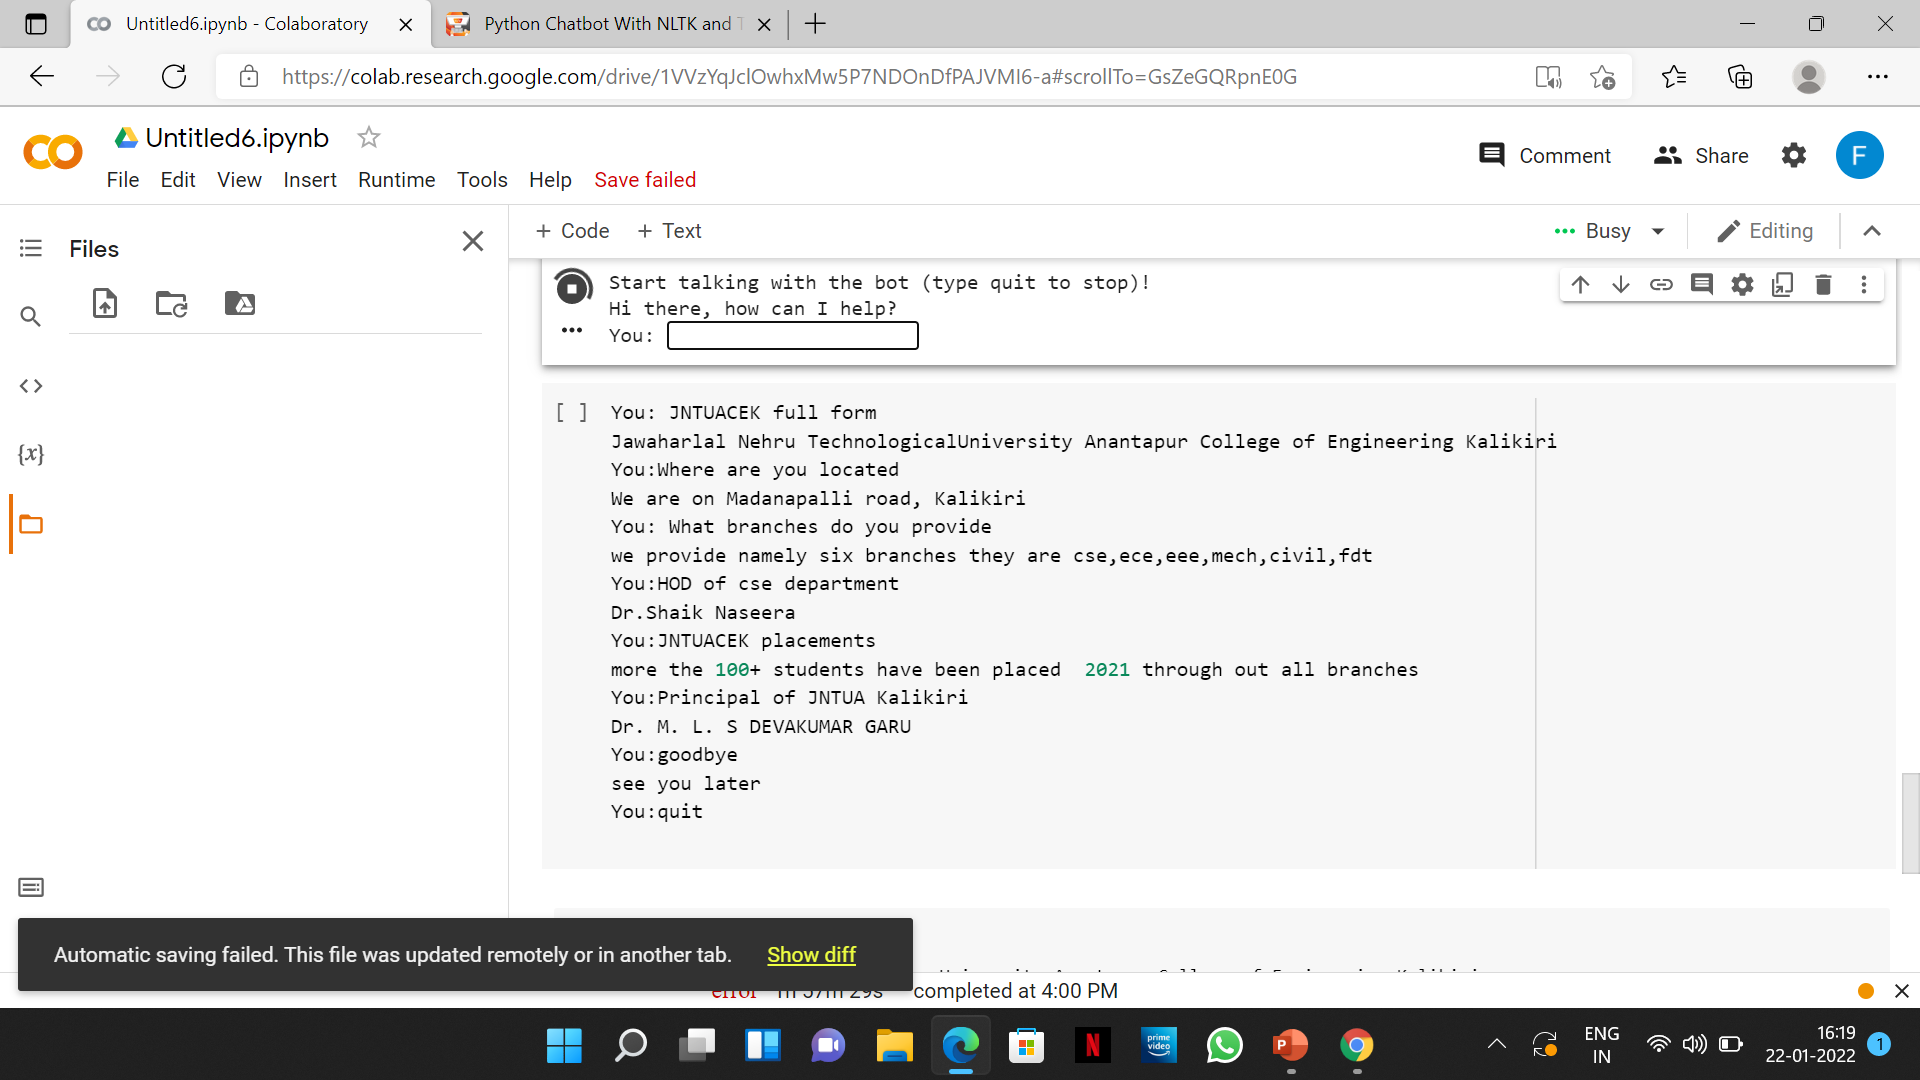 Untitled6.ipynb - Colaboratory
Python Chatbot With NLTK and
https://colab.research.google.com/drive/1VVzYqJclOwhxMw5P7NDOnDfPAJVMI6-a#scrollTo=GsZeGQRpnE0G
CO
Untitled6.ipynb
Comment
Share
F
File Edit View Insert Runtime Tools Help Save failed
Files
+ Code + Text
Busy
Editing
Start talking with the bot (type quit to stop)!
Hi there, how can I help?
You:
[ ]
You: JNTUACEK full form
Jawaharlal Nehru TechnologicalUniversity Anantapur College of Engineering Kalikiri
You:Where are you located
We are on Madanapalli road, Kalikiri
You: What branches do you provide
we provide namely six branches they are cse,ece,eee,mech,civil,fdt
You:HOD of cse department
Dr.Shaik Naseera
You:JNTUACEK placements
more the 100+ students have been placed  2021 through out all branches
You:Principal of JNTUA Kalikiri
Dr. M. L. S DEVAKUMAR GARU
You:goodbye
see you later
You:quit
{x}
Automatic saving failed. This file was updated remotely or in another tab. Show diff
error 1h 37m 29s completed at 4:00 PM
prime video
N
P
ENG
IN
16:19
22-01-2022
1